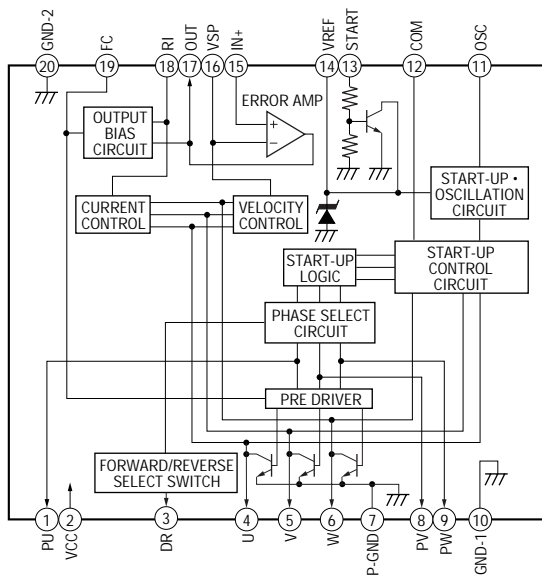 GND-2
FC
RI
OUT
VSP
IN+
VREF
START
COM
OSC
20
19
18
17
16
15
14
13
12
11
ERROR AMP
+
−
OUTPUT
BIAS
CIRCUIT
CURRENT
CONTROL
VELOCITY
CONTROL
START-UP •
OSCILLATION
CIRCUIT
START-UP
LOGIC
START-UP
CONTROL
CIRCUIT
PHASE SELECT
CIRCUIT
PRE DRIVER
FORWARD/REVERSE
SELECT SWITCH
1
2
3
4
5
6
7
8
9
10
PU
VCC
DR
U
V
W
P-GND
PV
PW
GND-1